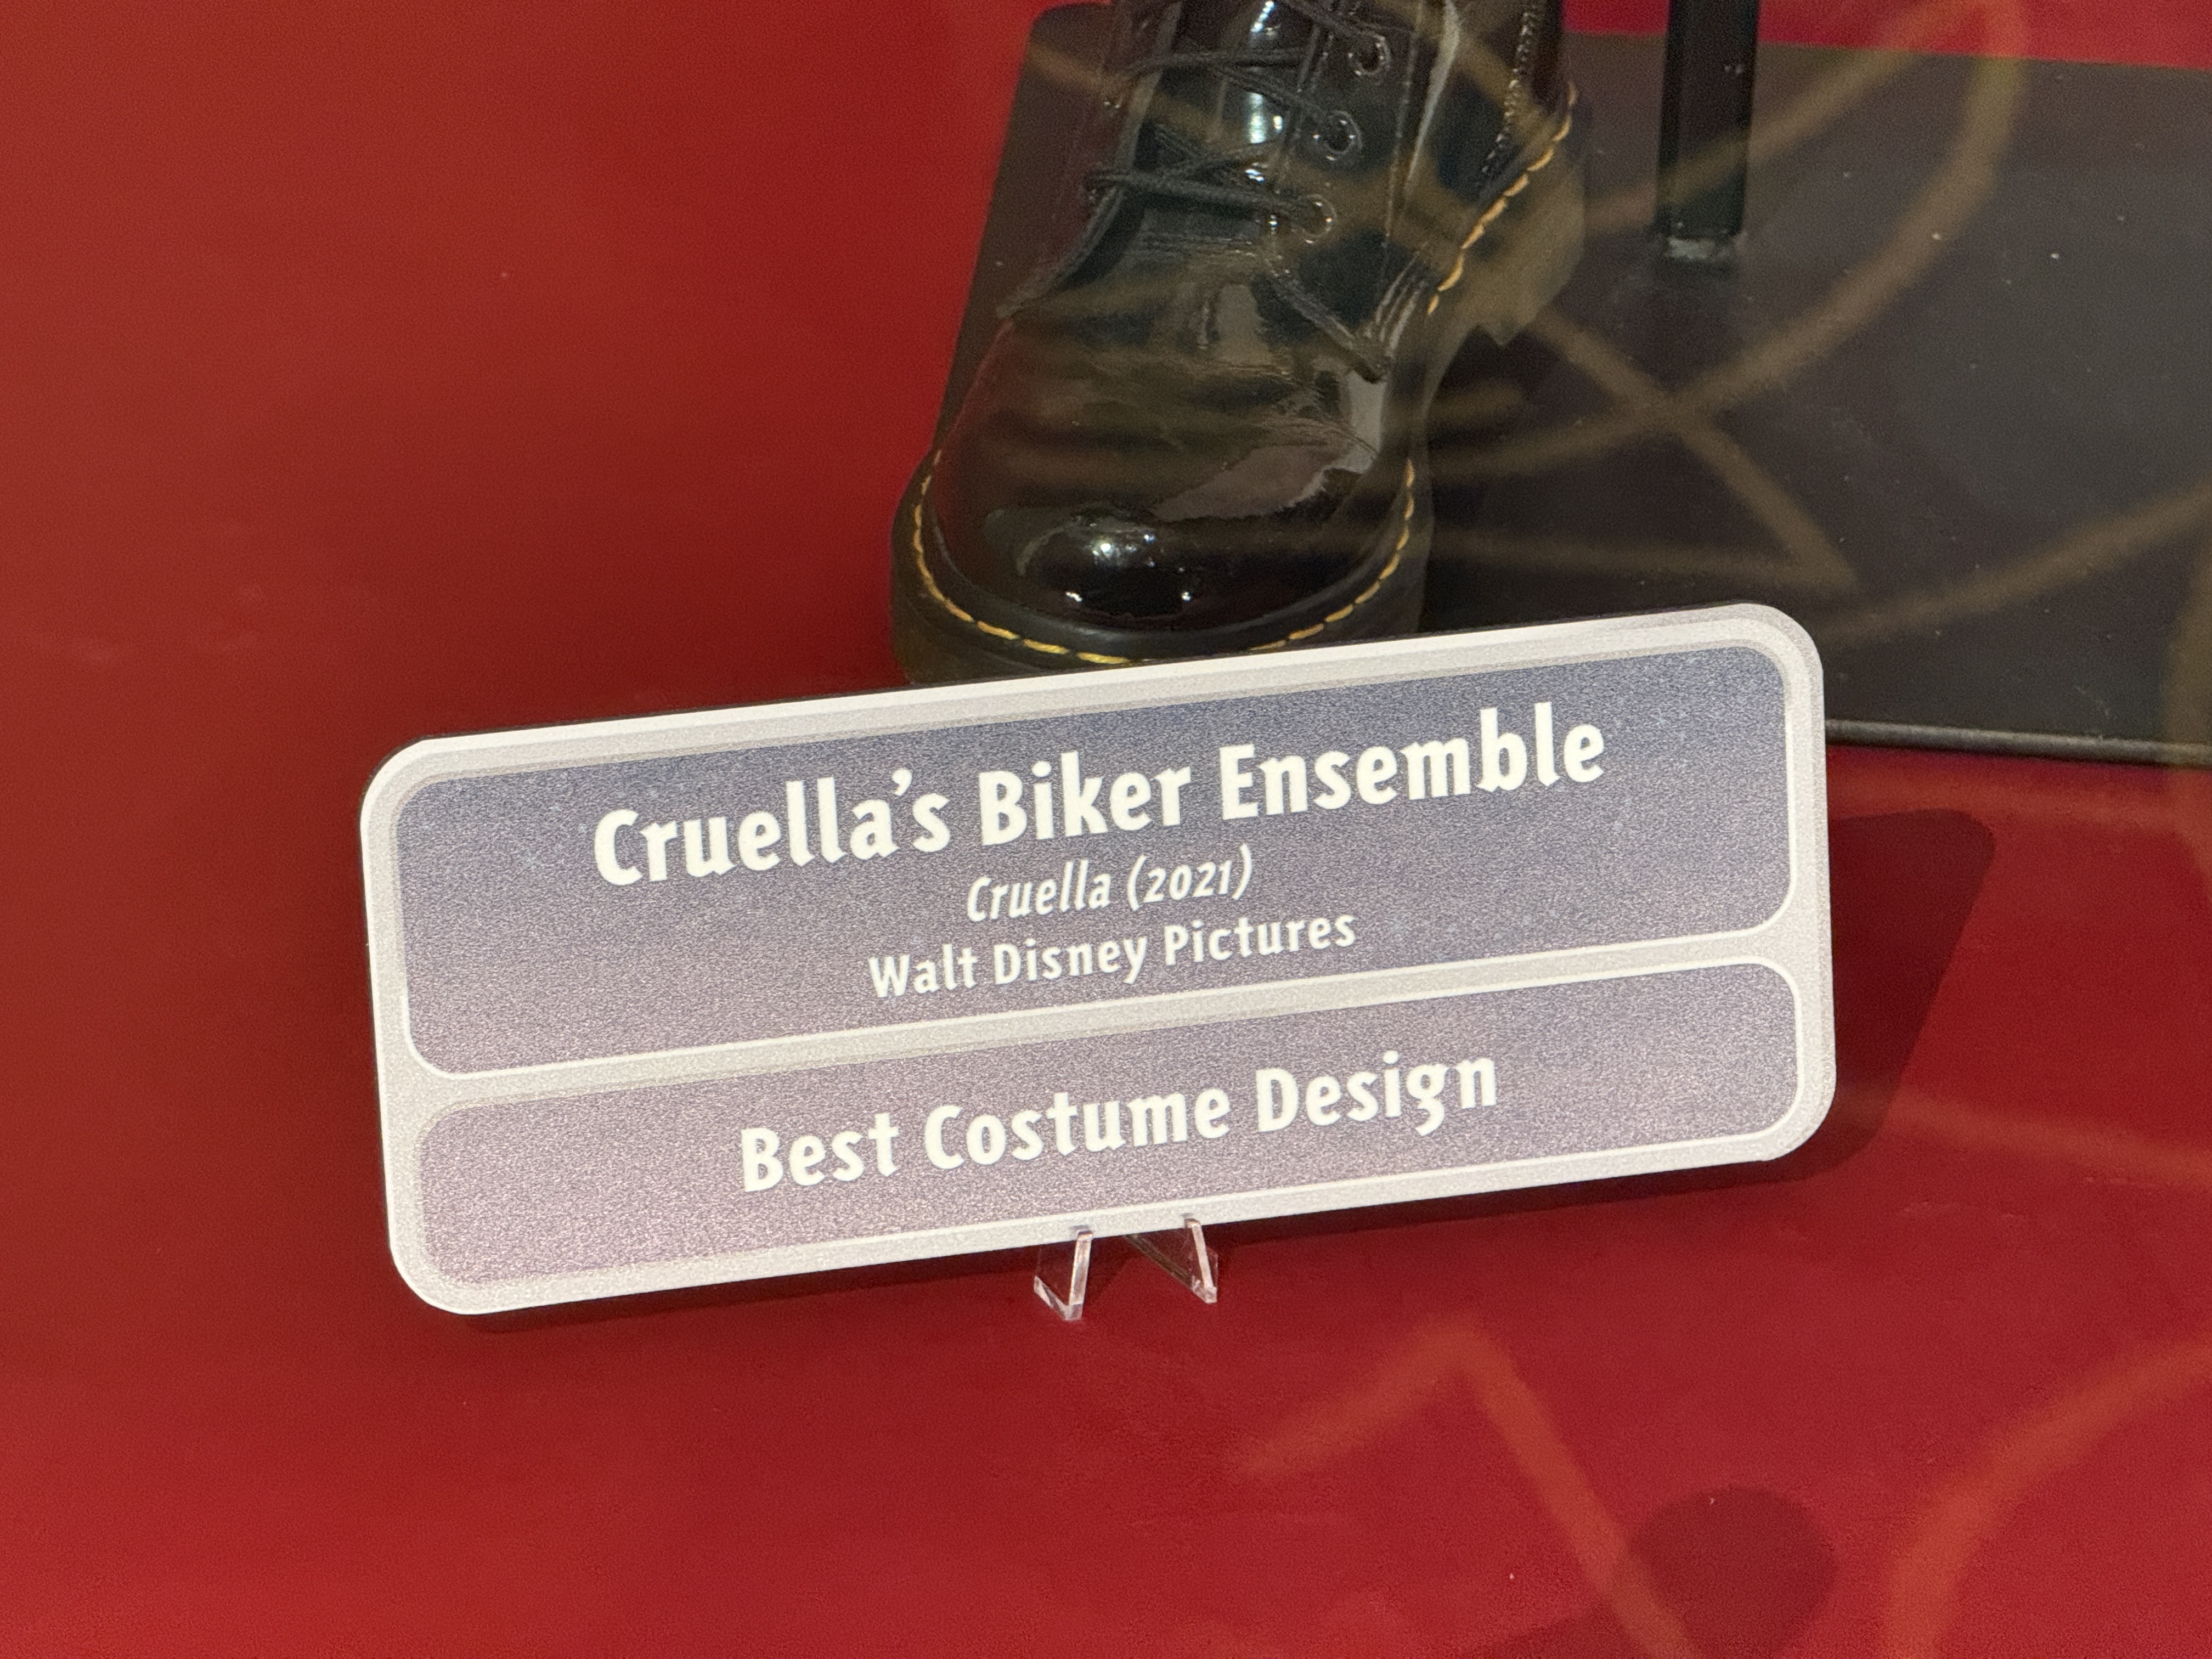 Cruella’s Biker Ensemble
Cruella (2021)
Walt Disney Pictures
Best Costume Design